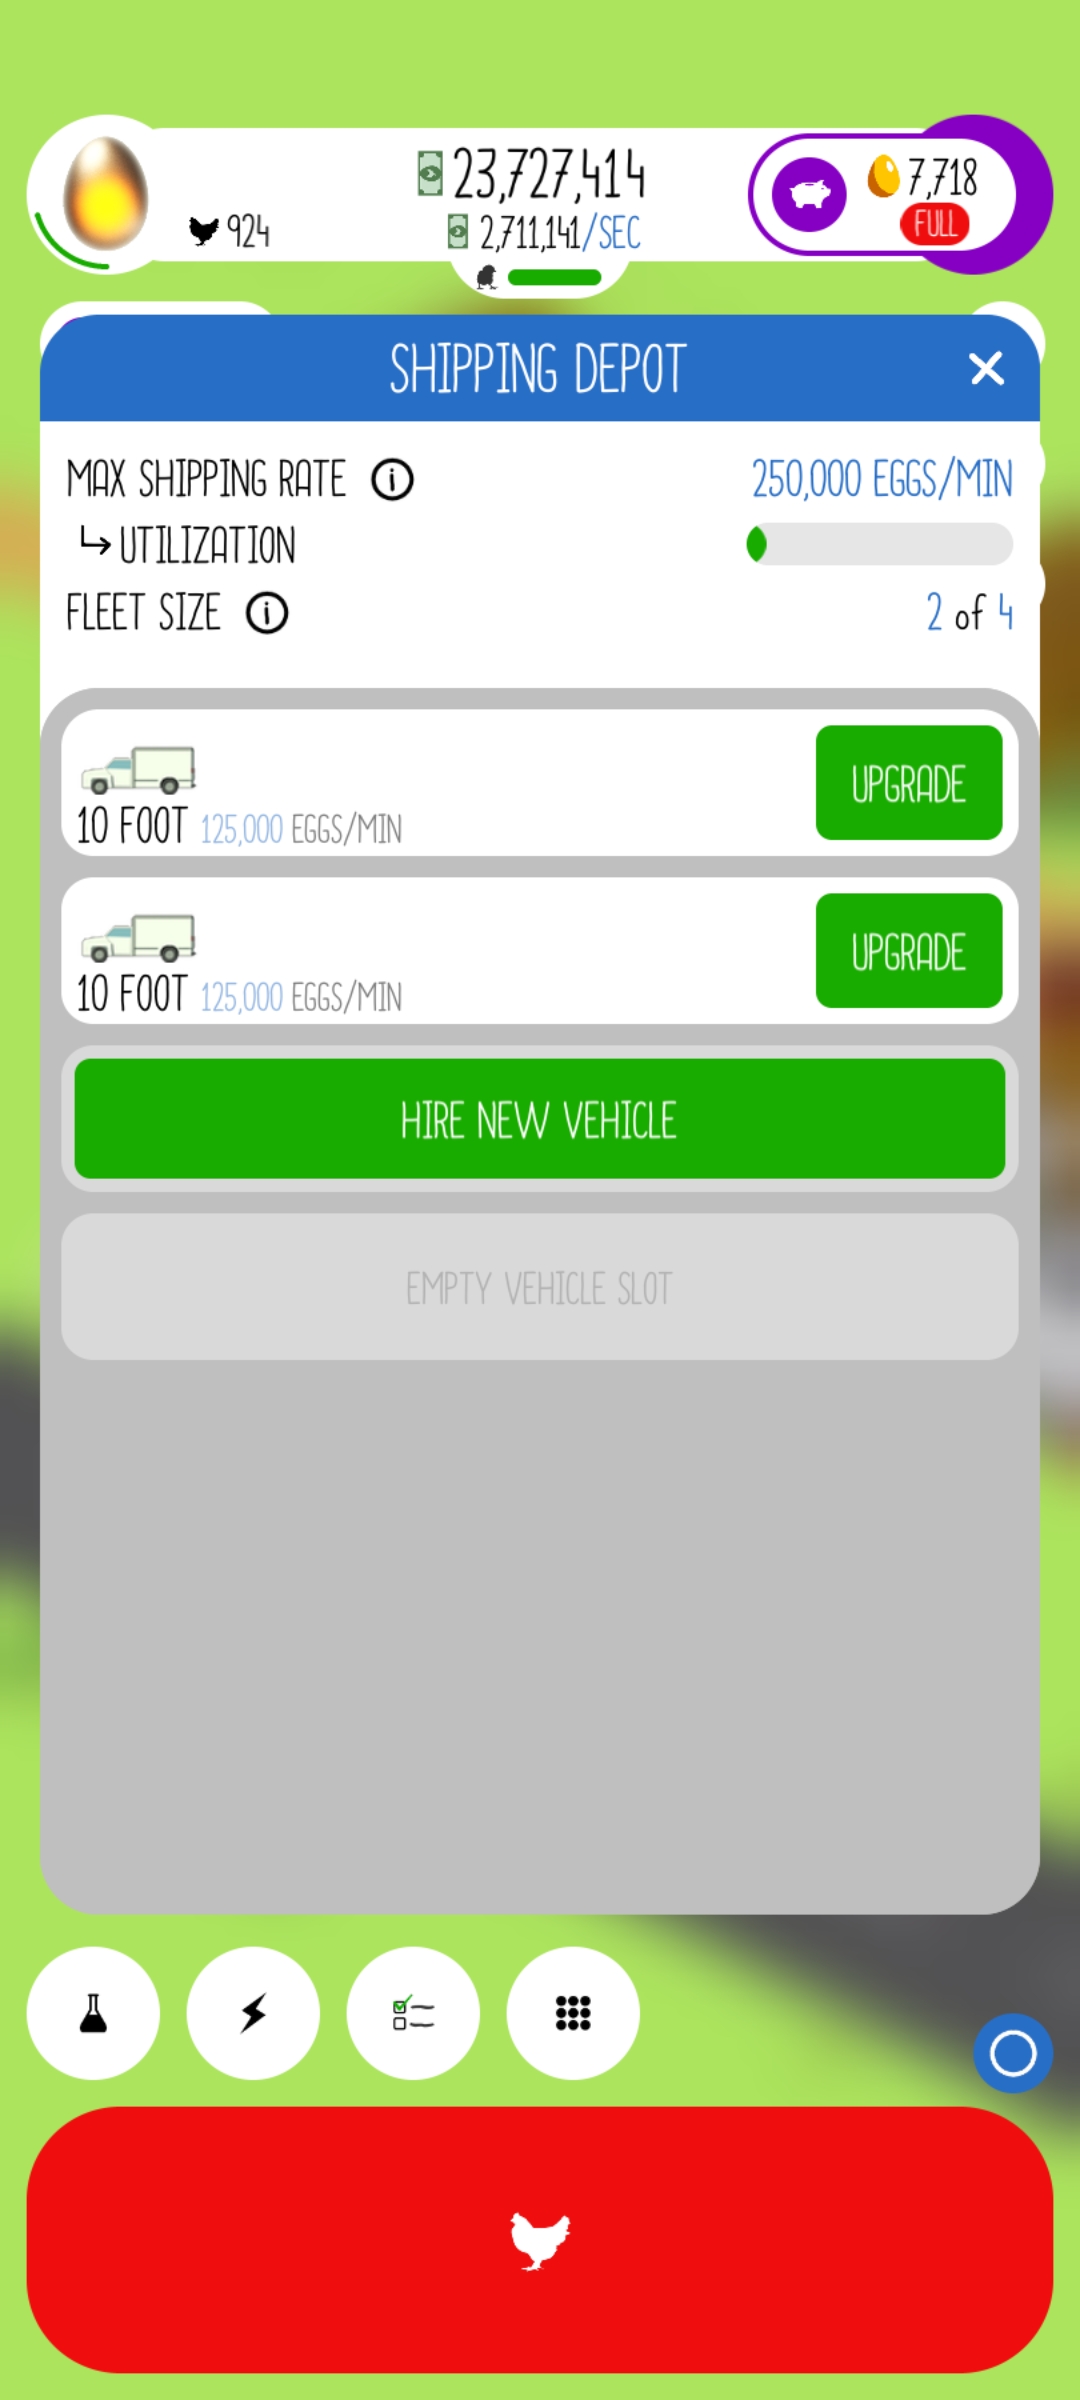 23,727,414
924
2,711,141/SEC
7,718
FULL
SHIPPING DEPOT
MAX SHIPPING RATE
250,000 EGGS/MIN
UTILIZATION
FLEET SIZE
2 of 4
10 FOOT 125,000 EGGS/MIN
UPGRADE
10 FOOT 125,000 EGGS/MIN
UPGRADE
HIRE NEW VEHICLE
EMPTY VEHICLE SLOT